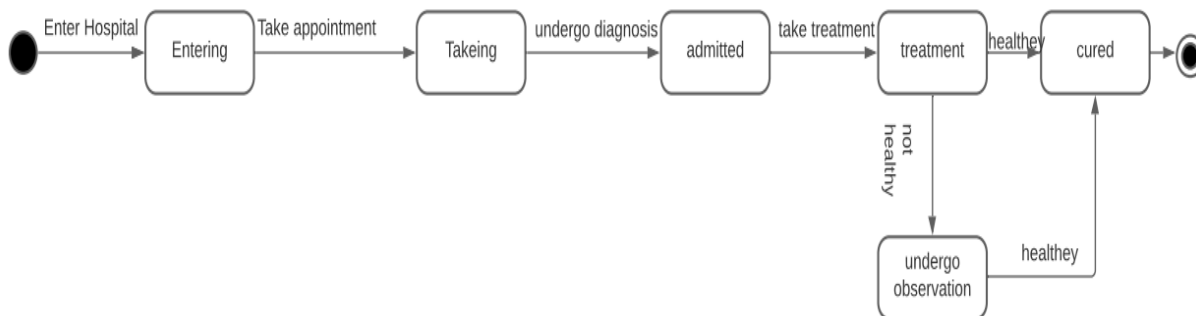 Enter Hospital
Entering
Take appointment
Takeing
undergo diagnosis
admitted
take treatment
treatment
healthey
cured
not
healthy
undergo
observation
healthey